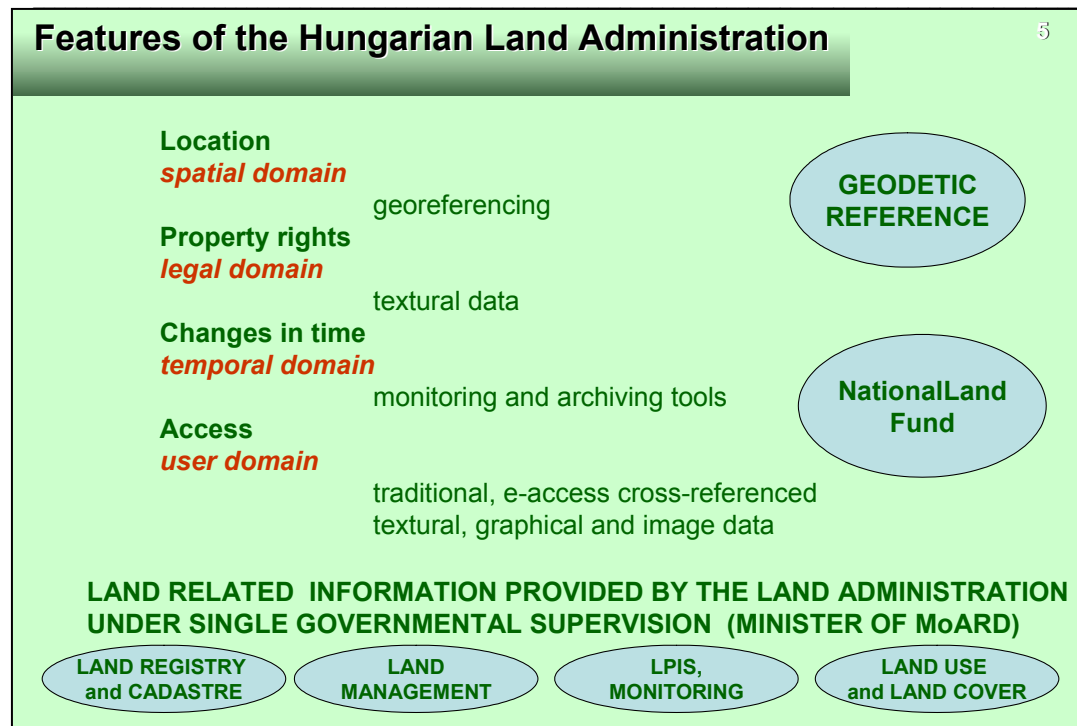 Features of the Hungarian Land Administration
5
Location
spatial domain
georeferencing
Property rights
legal domain
textural data
Changes in time
temporal domain
monitoring and archiving tools
Access
user domain
traditional, e-access cross-referenced
textural, graphical and image data
GEODETIC
REFERENCE
NationalLand
Fund
LAND RELATED INFORMATION PROVIDED BY THE LAND ADMINISTRATION
UNDER SINGLE GOVERNMENTAL SUPERVISION (MINISTER OF MoARD)
LAND REGISTRY
and CADASTRE
LAND
MANAGEMENT
LPIS,
MONITORING
LAND USE
and LAND COVER